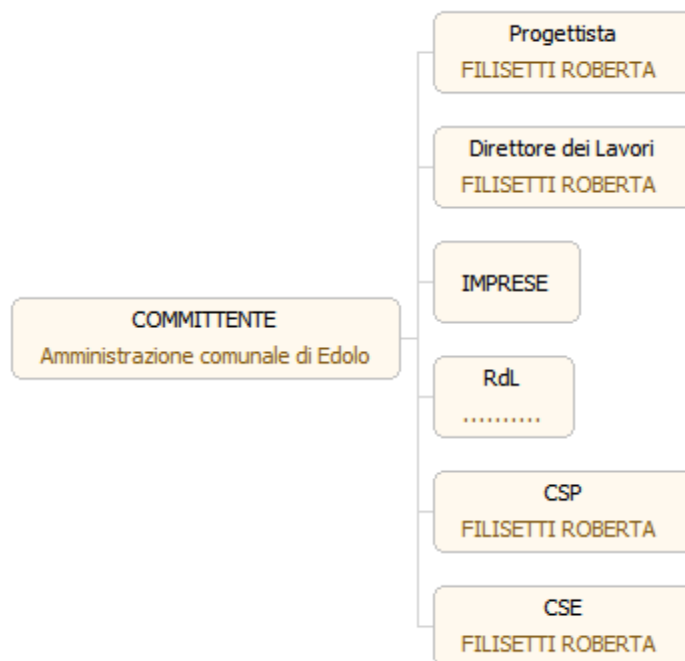 Progettista
FILISETTI ROBERTA
Direttore dei Lavori
FILISETTI ROBERTA
IMPRESE
COMMITTENTE
Amministrazione comunale di Edolo
RdL
..........
CSP
FILISETTI ROBERTA
CSE
FILISETTI ROBERTA